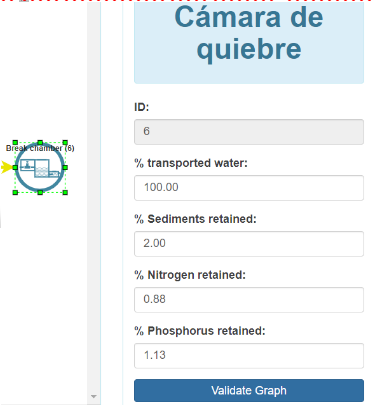 Cámara de
quiebre
Break chamber (6)
ID:
6
% transported water:
100.00
% Sediments retained:
2.00
% Nitrogen retained:
0.88
% Phosphorus retained:
1.13
Validate Graph